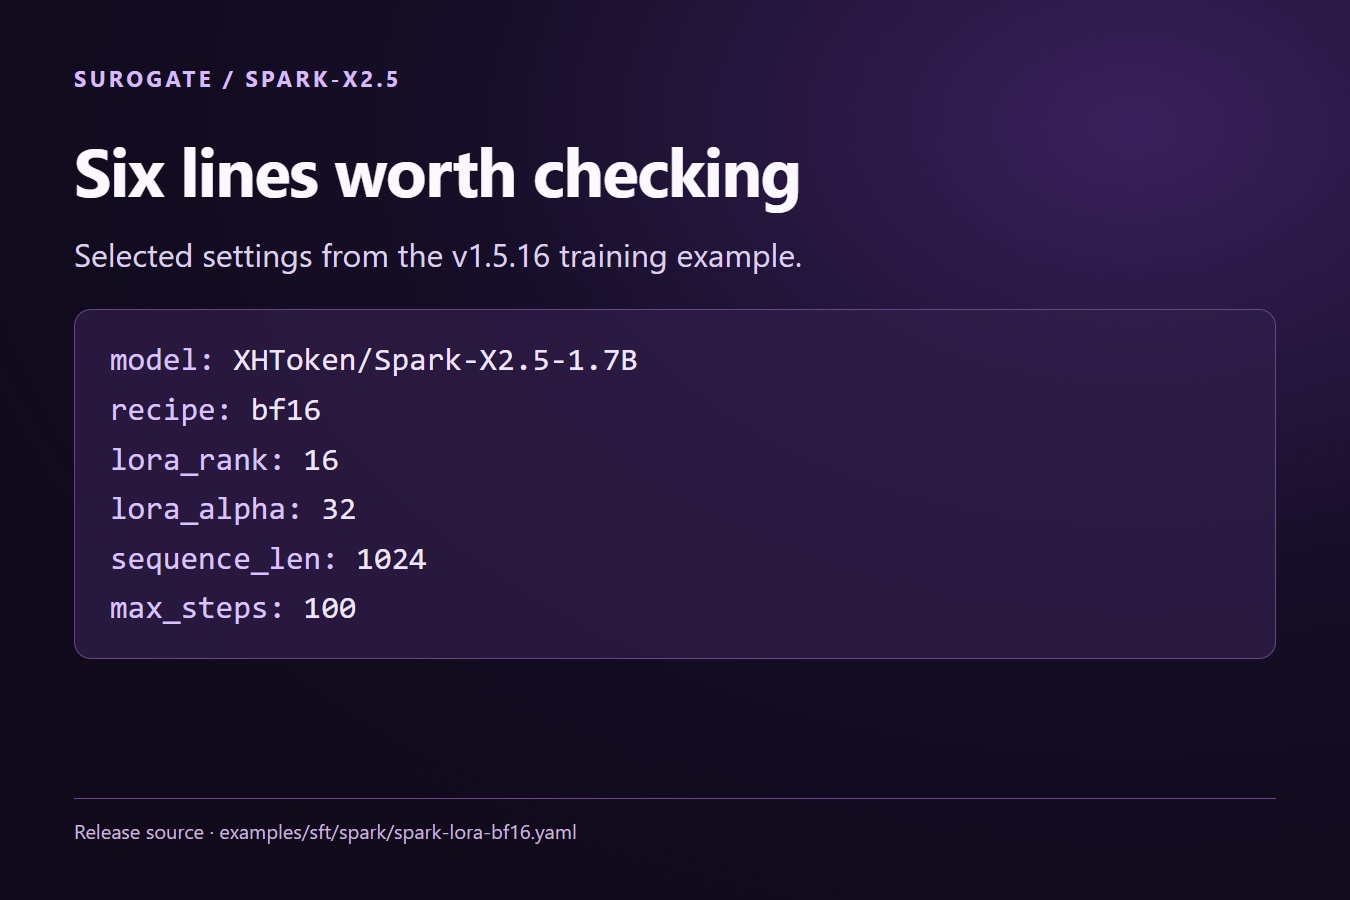 SUROGATE / SPARK-X2.5
Six lines worth checking
Selected settings from the v1.5.16 training example.
model: XHToken/Spark-X2.5-1.7B
recipe: bf16
lora_rank: 16
lora_alpha: 32
sequence_len: 1024
max_steps: 100
Release source · examples/sft/spark/spark-lora-bf16.yaml